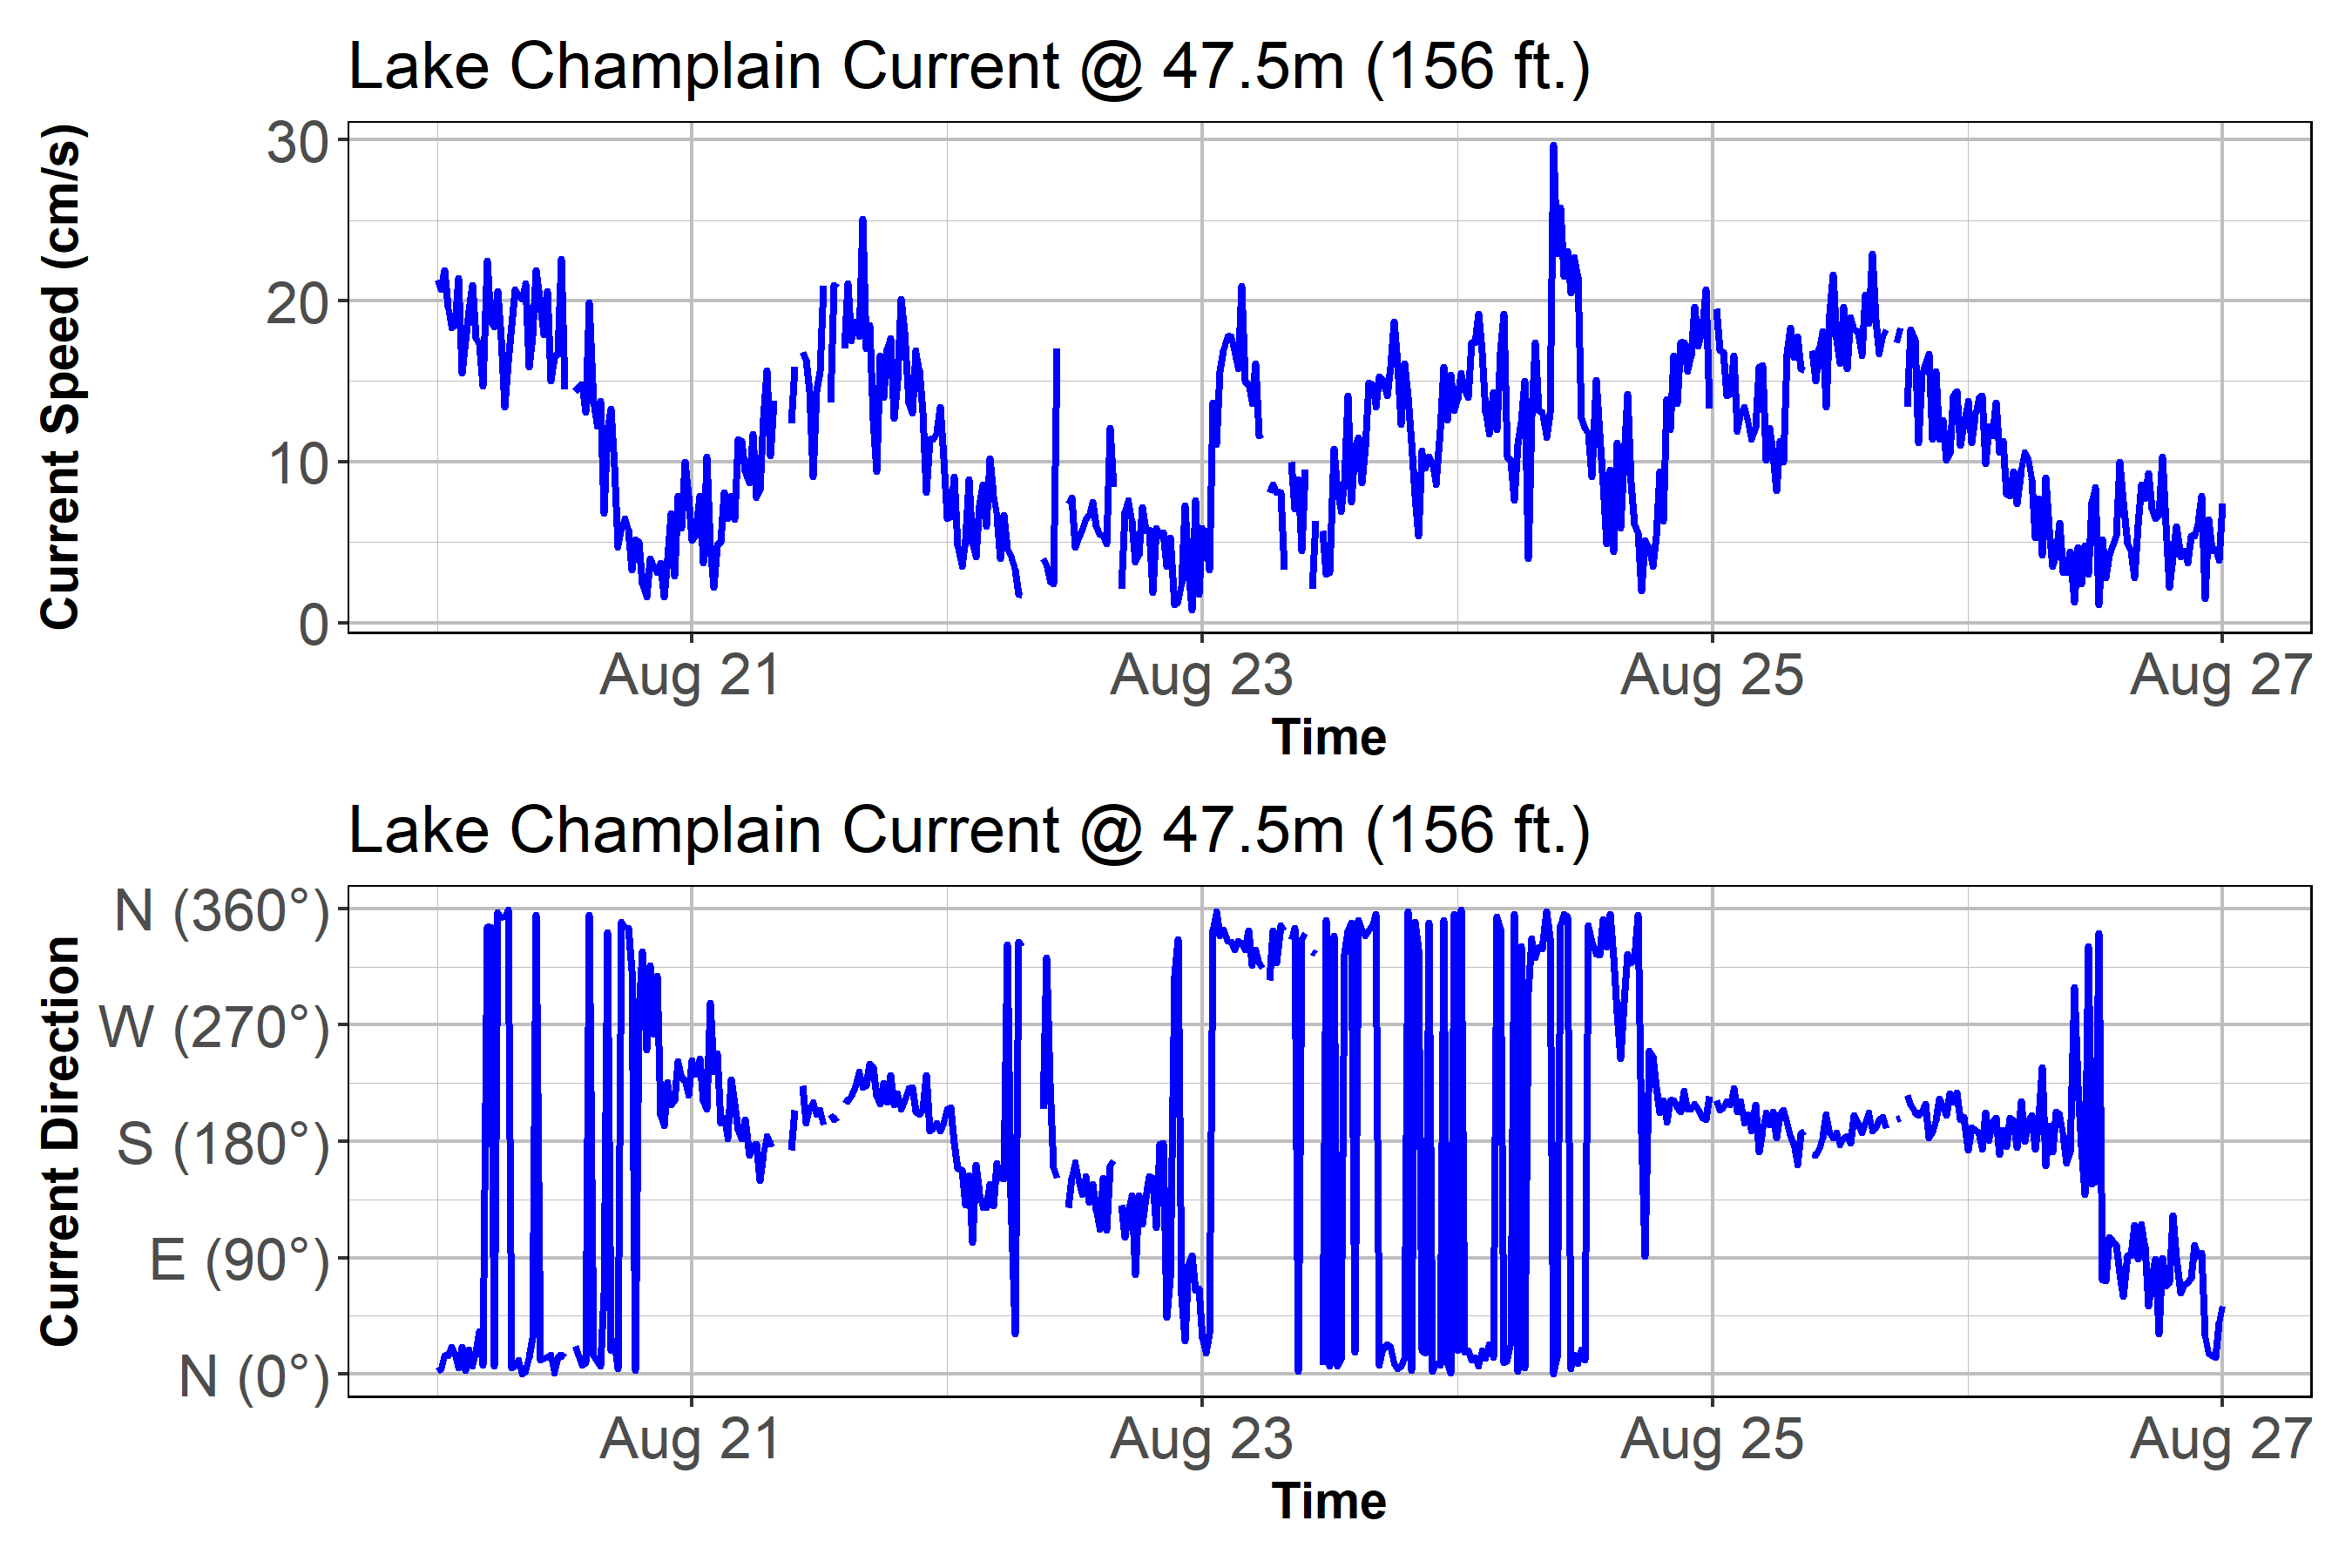 Lake Champlain Current @ 47.5m (156 ft.)
Current Speed (cm/s)
30
20
10
0
Aug 21 Aug 23 Aug 25 Aug 27
Time
Lake Champlain Current @ 47.5m (156 ft.)
Current Direction
N (360°)
W (270°)
S (180°)
E (90°)
N (0°)
Aug 21 Aug 23 Aug 25 Aug 27
Time